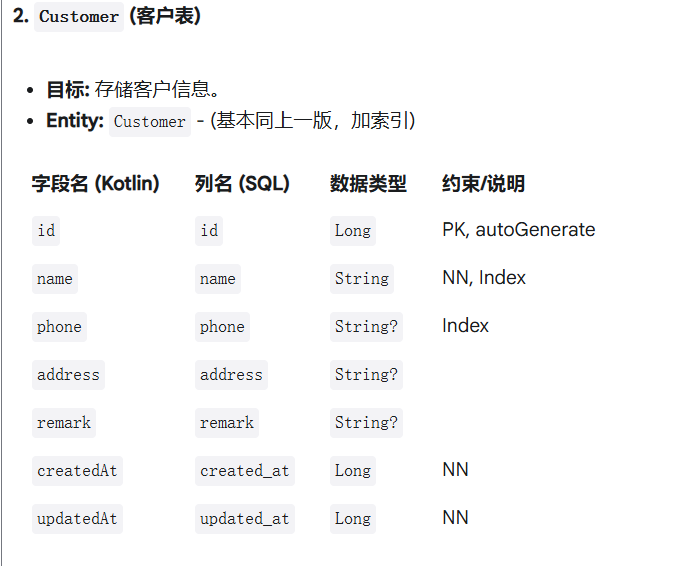 2. Customer (客户表)
• 目标: 存储客户信息。
• Entity: Customer - (基本同上一版，加索引)
字段名 (Kotlin) 列名 (SQL) 数据类型 约束/说明
id id Long PK, autoGenerate
name name String NN, Index
phone phone String? Index
address address String?
remark remark String?
createdAt created_at Long NN
updatedAt updated_at Long NN